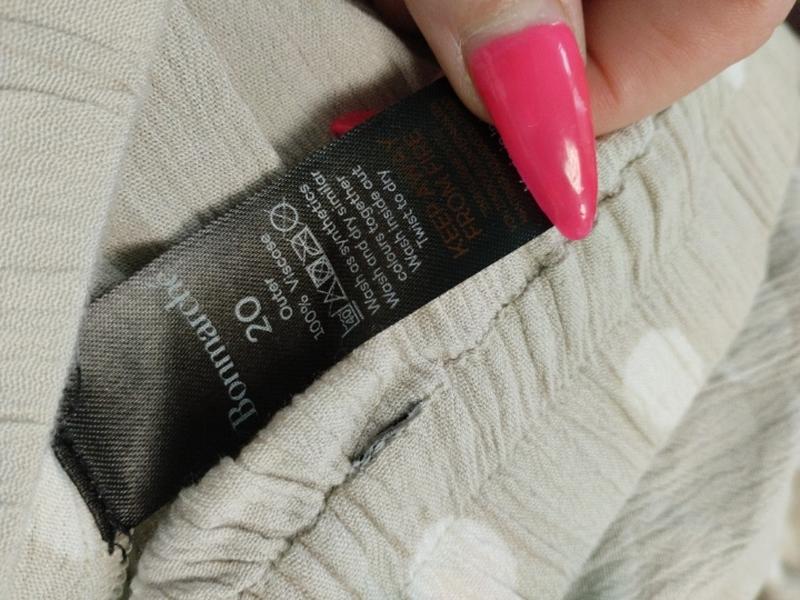 Bonmarché
20
Outer
100% Viscose
40
Wash as synthetics
Wash and dry similar
colours together
Wash inside out
Twist to dry
KEEP AWAY
FROM FIRE